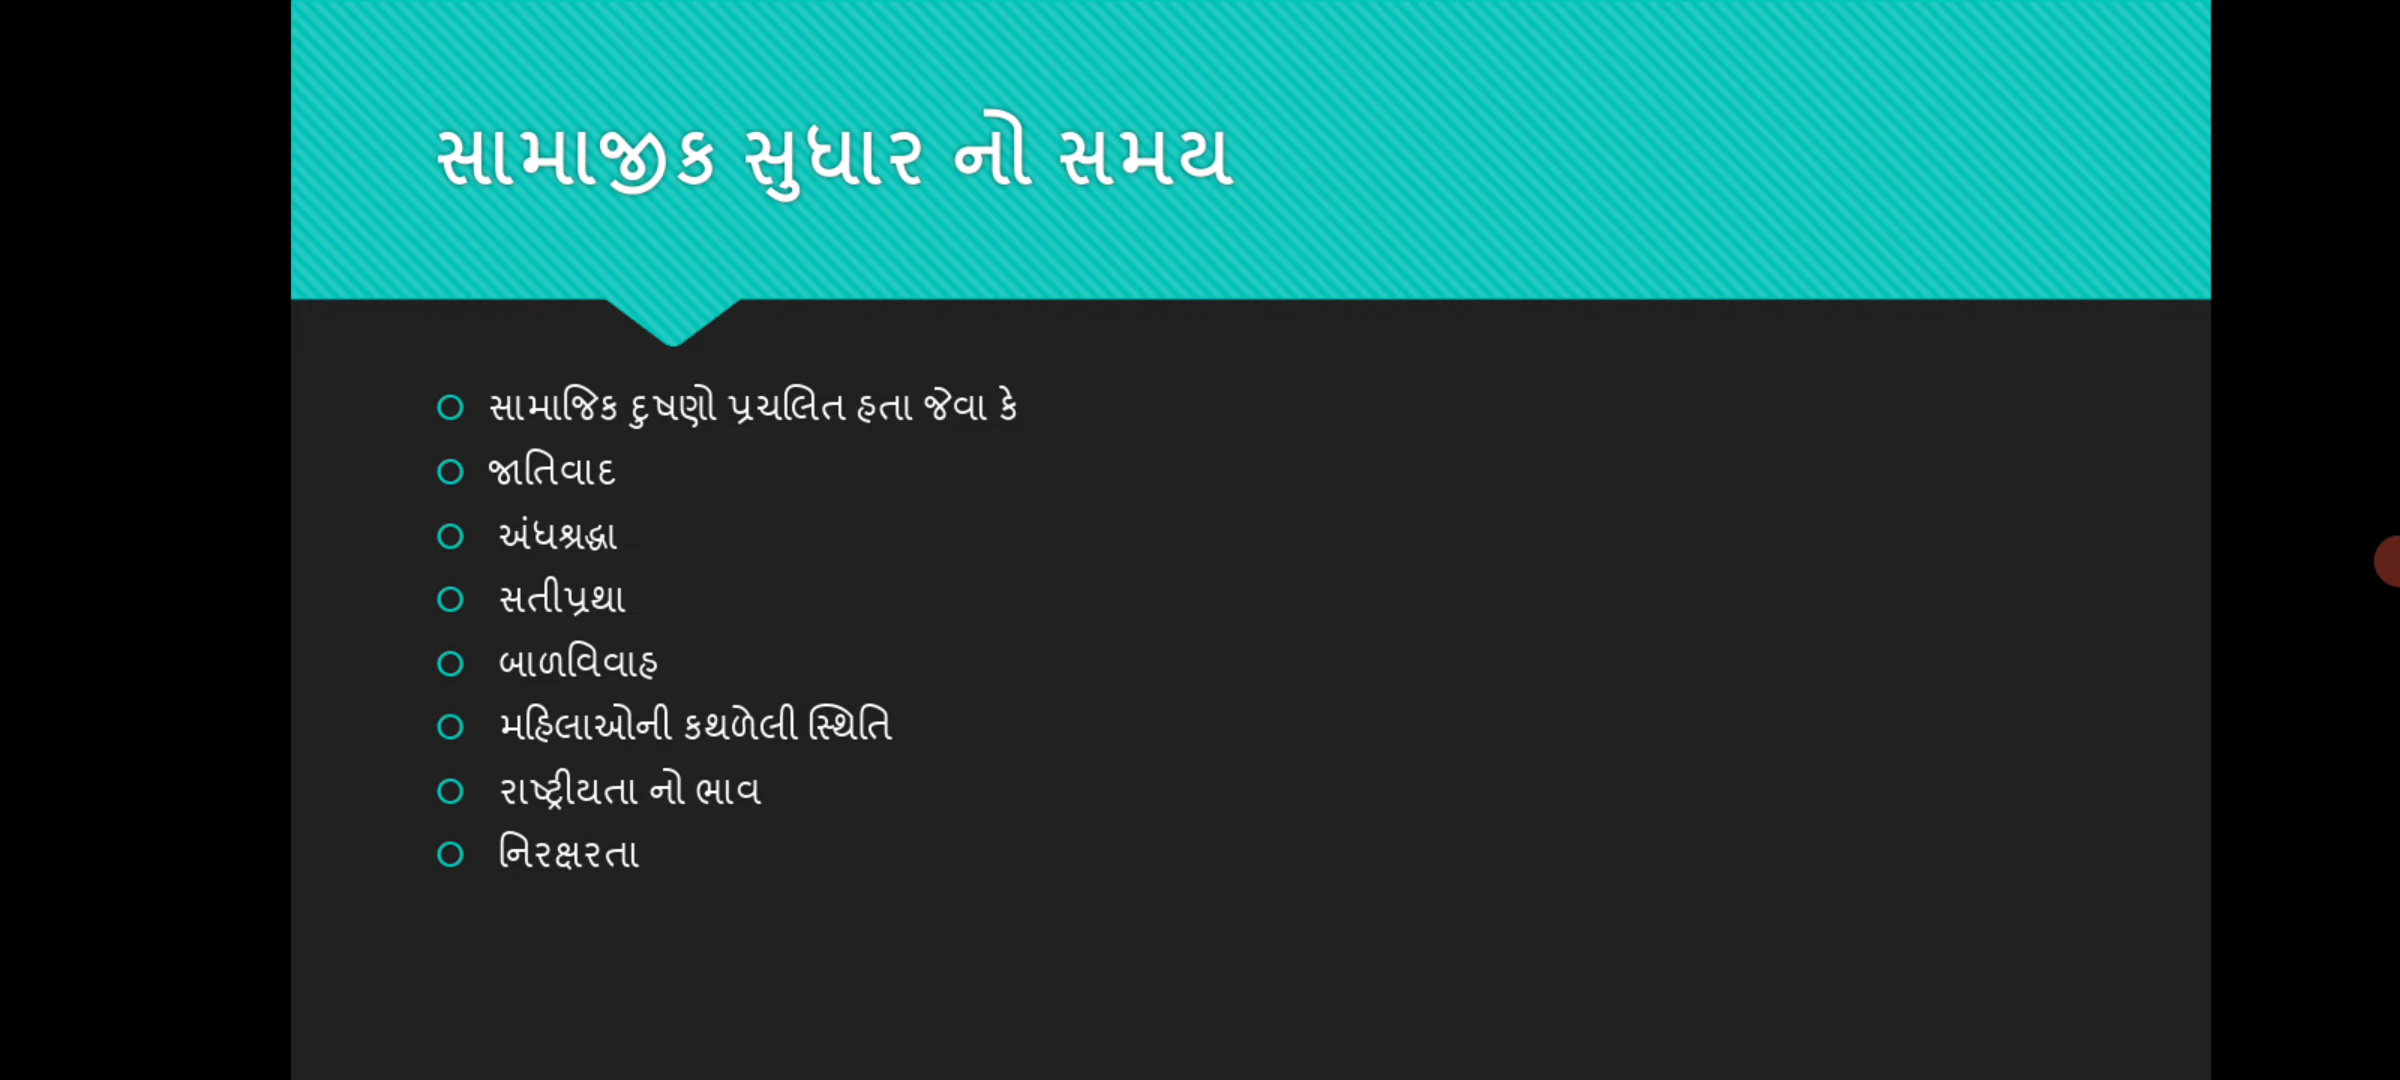 સામાજીક સુધાર નો સમય
સામાજિક દુષણો પ્રચલિત હતા જેવા કે
જાતિવાદ
અંધશ્રદ્ધા
સતીપ્રથા
બાળવિવાહ
મહિલાઓની કથળેલી સ્થિતિ
રાષ્ટ્રીયતા નો ભાવ
નિરક્ષરતા